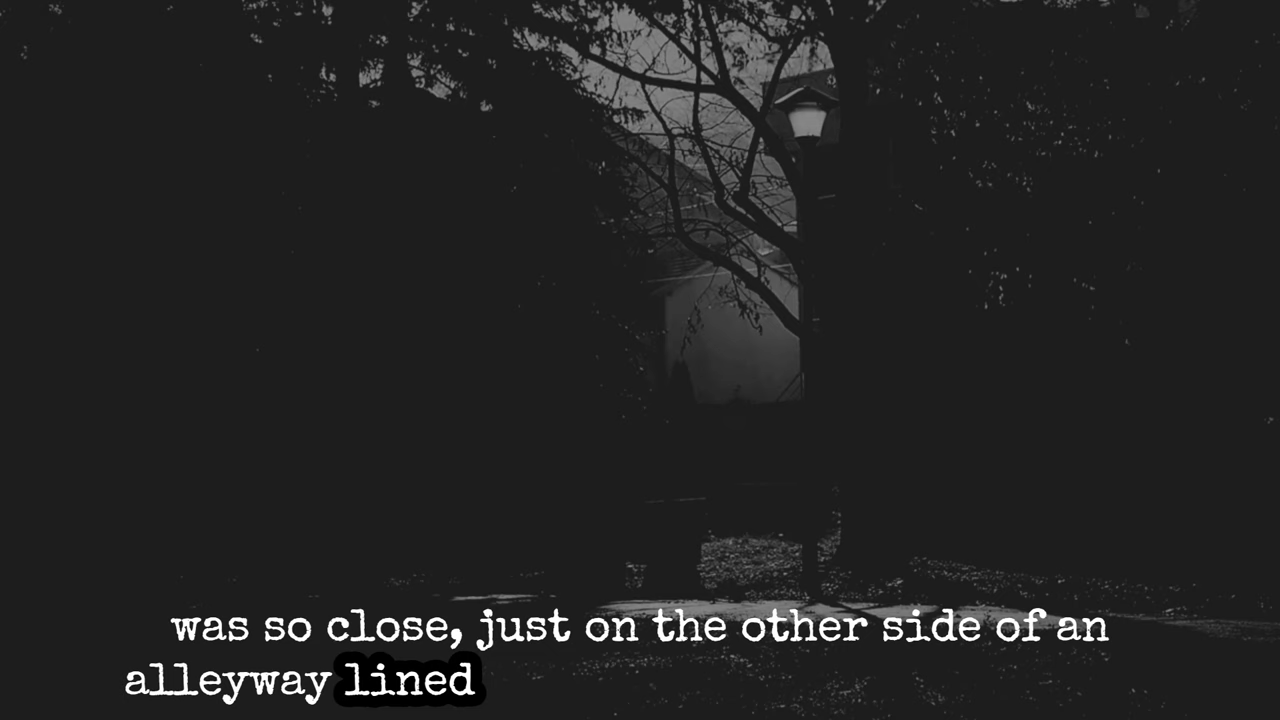 was so close, just on the other side of an
alleyway lined